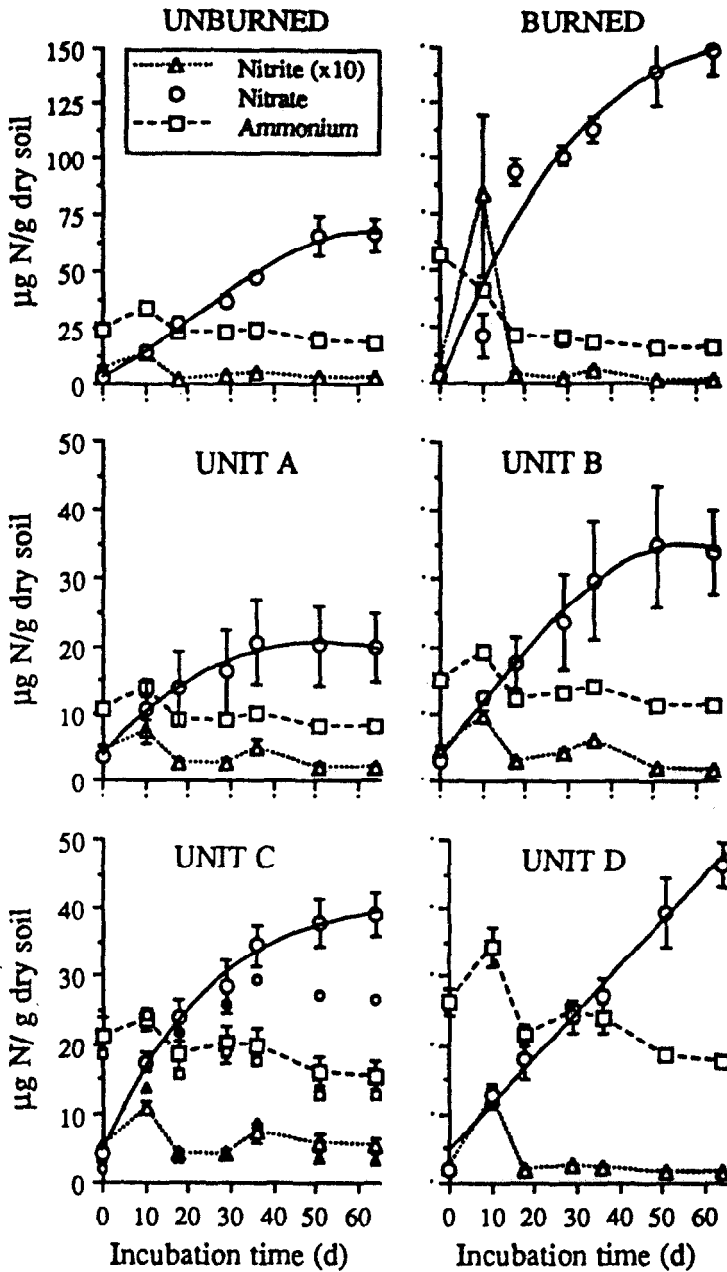 UNBURNED
BURNED
150
125
100
75
50
25
0
µg N/g dry soil
Nitrite (x10)
Nitrate
Ammonium
UNIT A
UNIT B
50
40
30
20
10
0
µg N/g dry soil
UNIT C
UNIT D
50
40
30
20
10
0
µg N/ g dry soil
0 10 20 30 40 50 60
0 10 20 30 40 50 60
Incubation time (d)
Incubation time (d)